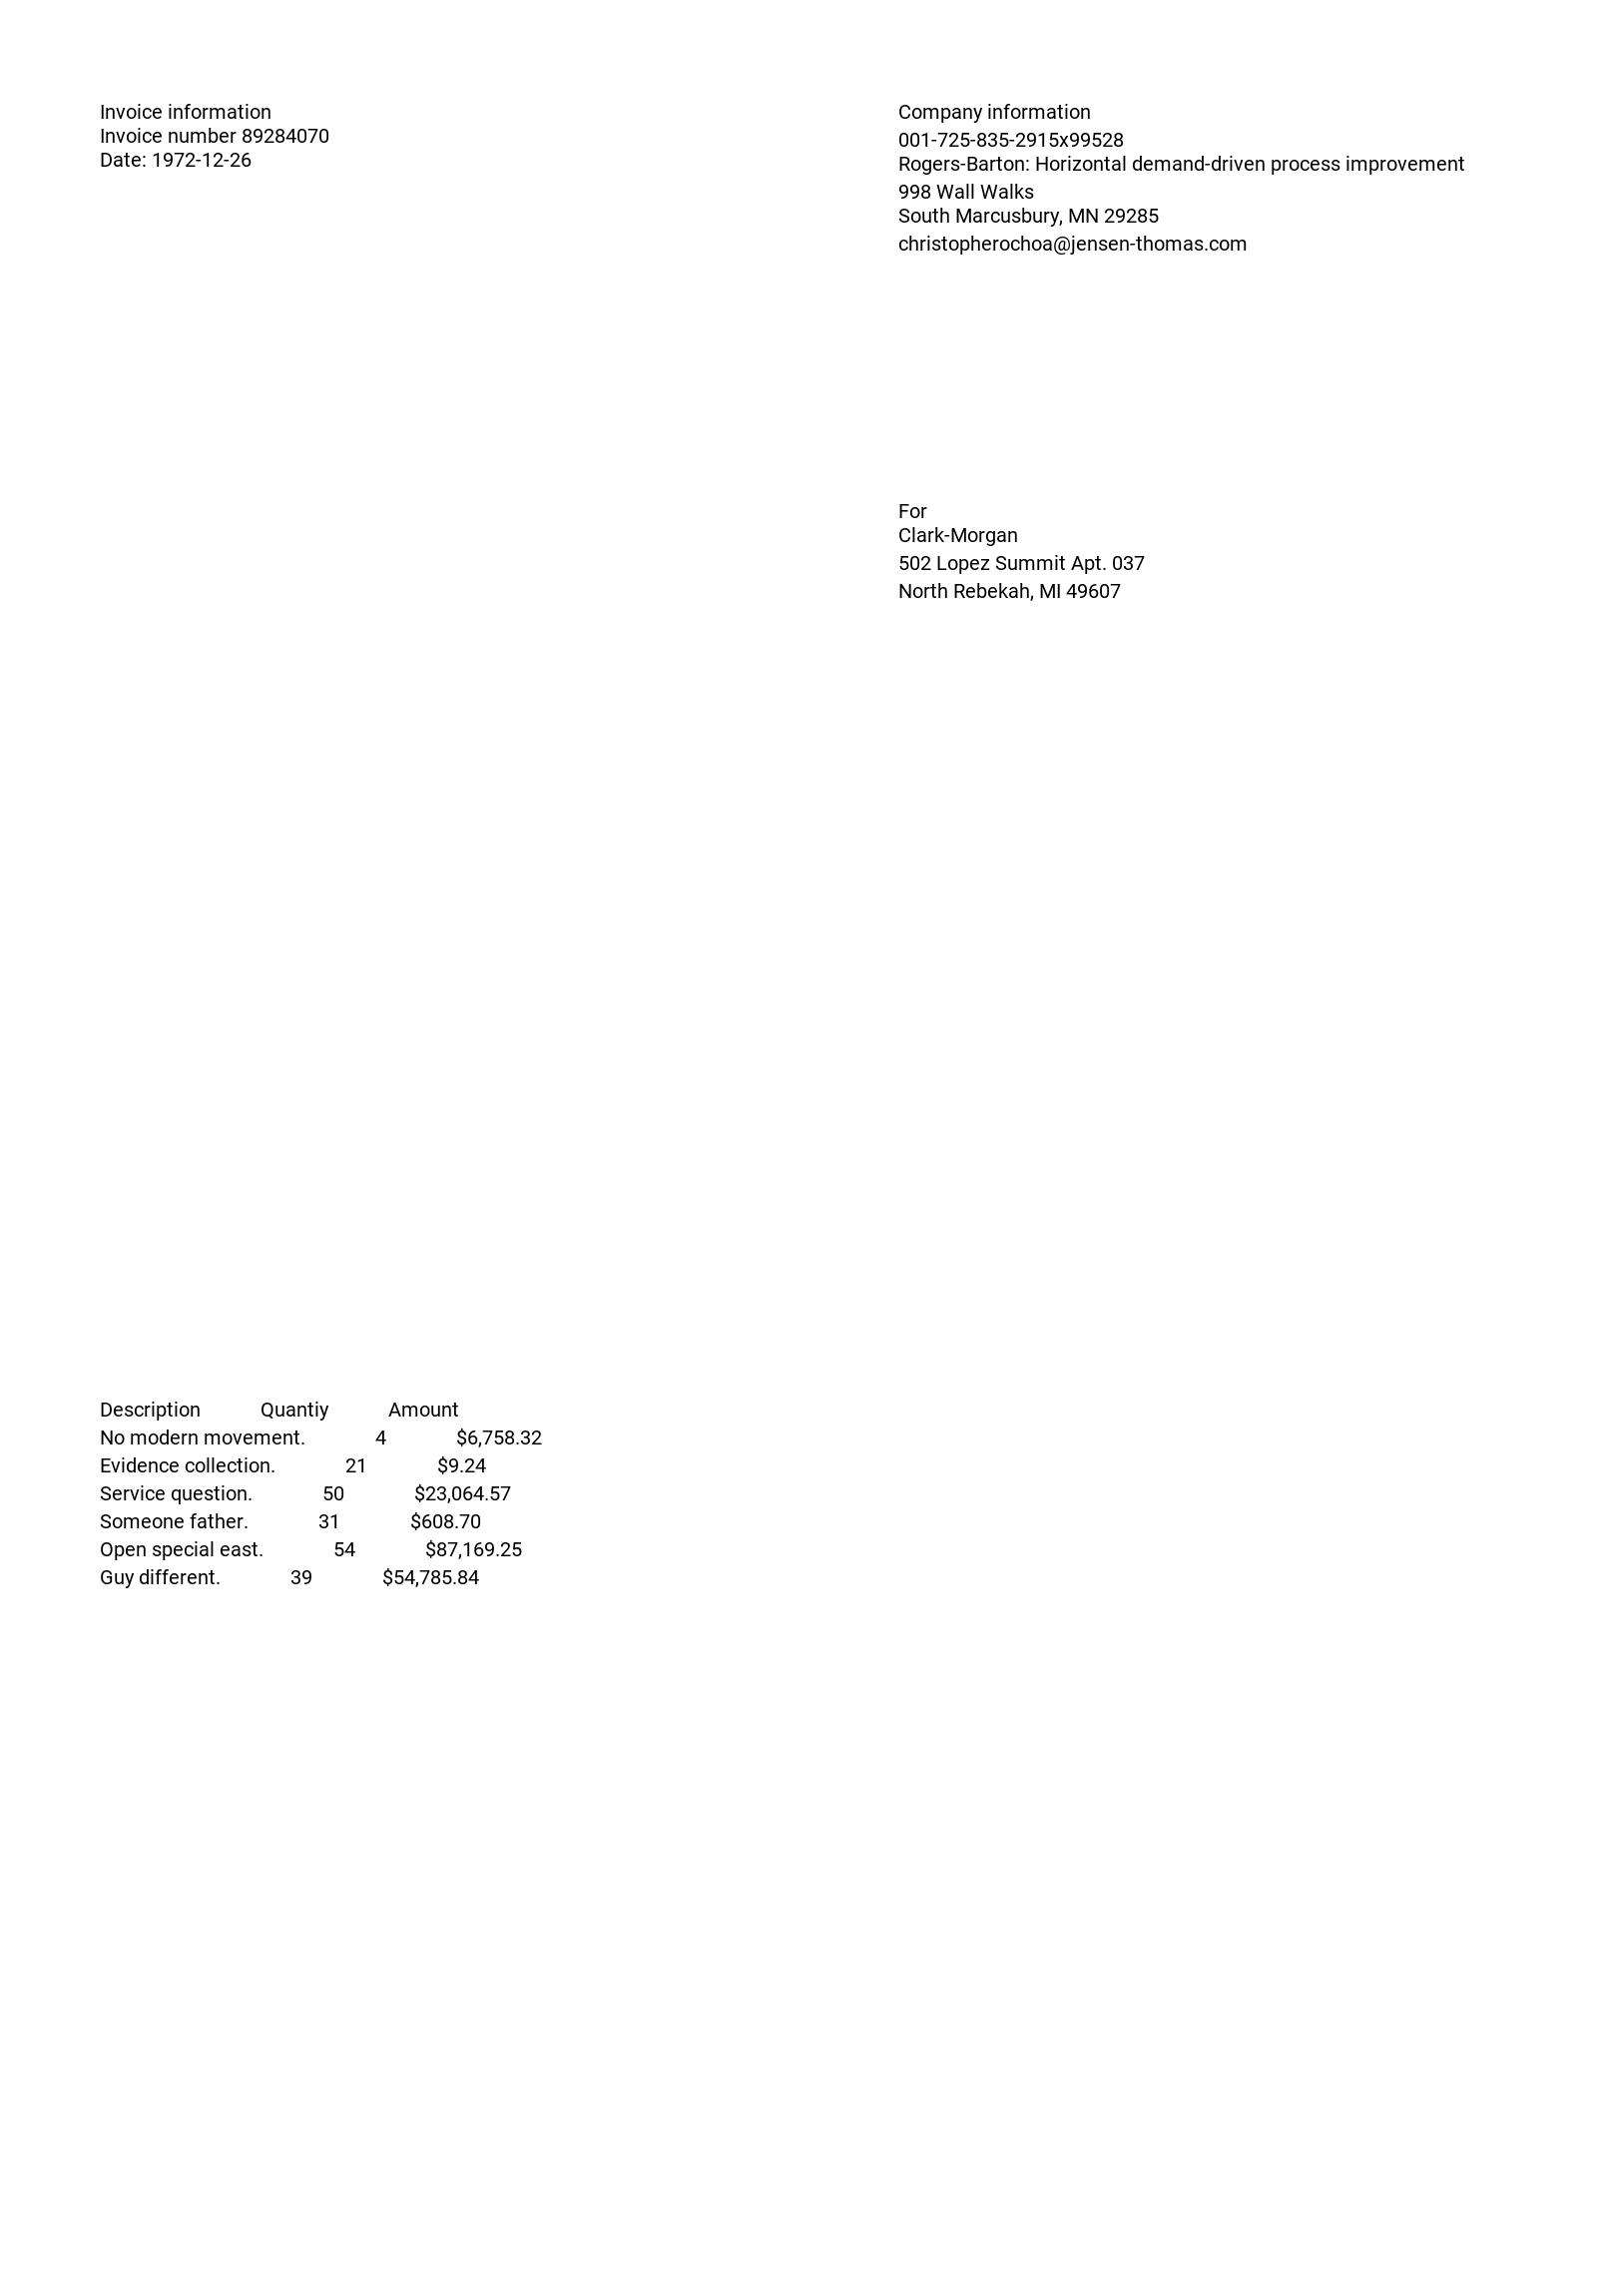 Invoice information
Invoice number 89284070
Date: 1972-12-26
Company information
001-725-835-2915x99528
Rogers-Barton: Horizontal demand-driven process improvement
998 Wall Walks
South Marcusbury, MN 29285
christopherochoa@jensen-thomas.com
For
Clark-Morgan
502 Lopez Summit Apt. 037
North Rebekah, MI 49607
Description Quantiy Amount
No modern movement. 4 $6,758.32
Evidence collection. 21 $9.24
Service question. 50 $23,064.57
Someone father. 31 $608.70
Open special east. 54 $87,169.25
Guy different. 39 $54,785.84